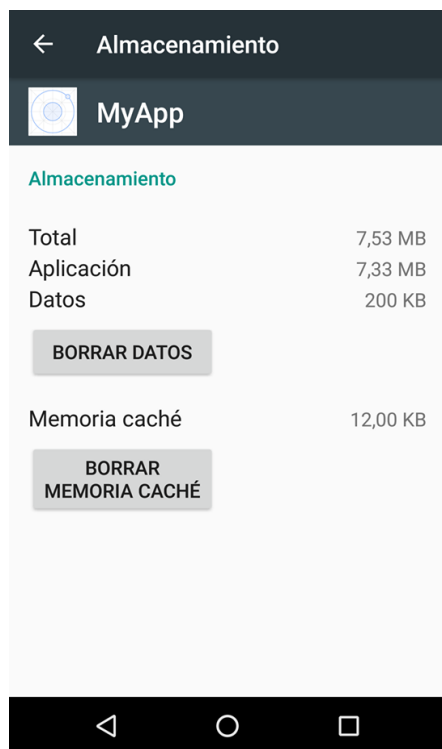 Almacenamiento
MyApp
Almacenamiento
Total 7,53 MB
Aplicación 7,33 MB
Datos 200 KB
BORRAR DATOS
Memoria caché 12,00 KB
BORRAR
MEMORIA CACHÉ